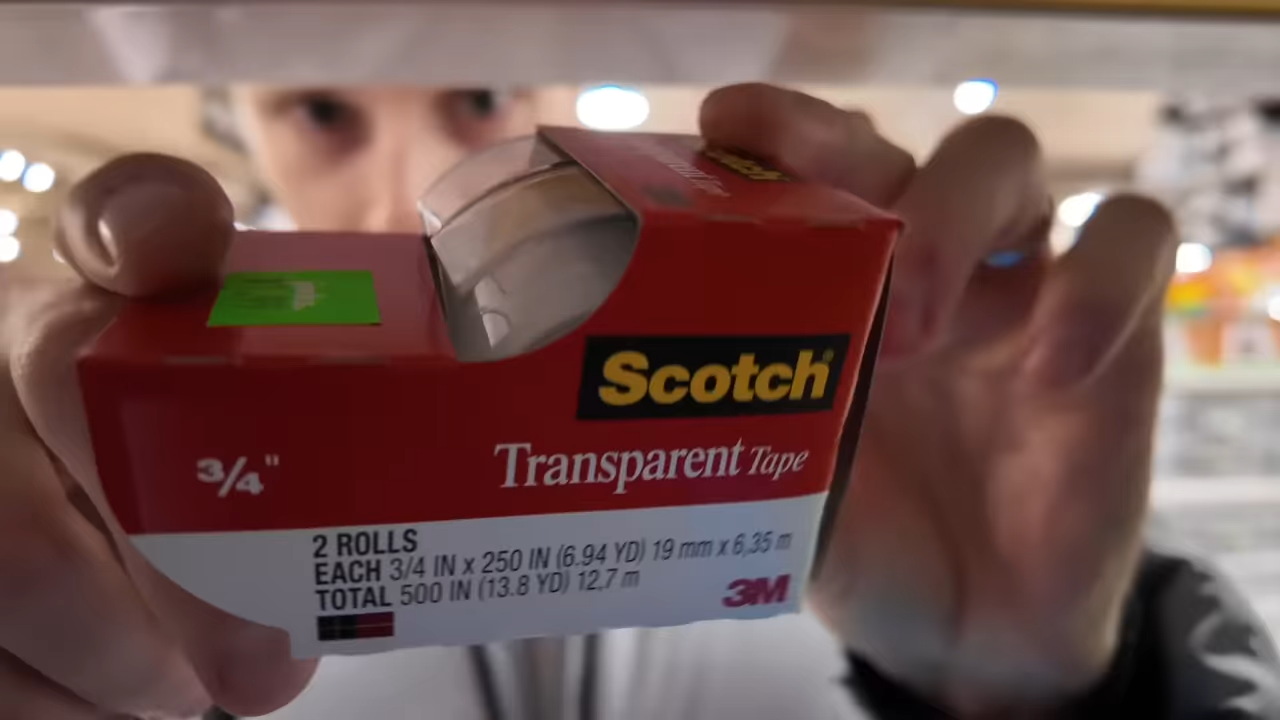 Scotch
Scotch
3/4"
Transparent Tape
2 ROLLS
EACH 3/4 IN x 250 IN (6.94 YD) 19 mm x 6,35 m
TOTAL 500 IN (13.8 YD) 12,7 m
3M